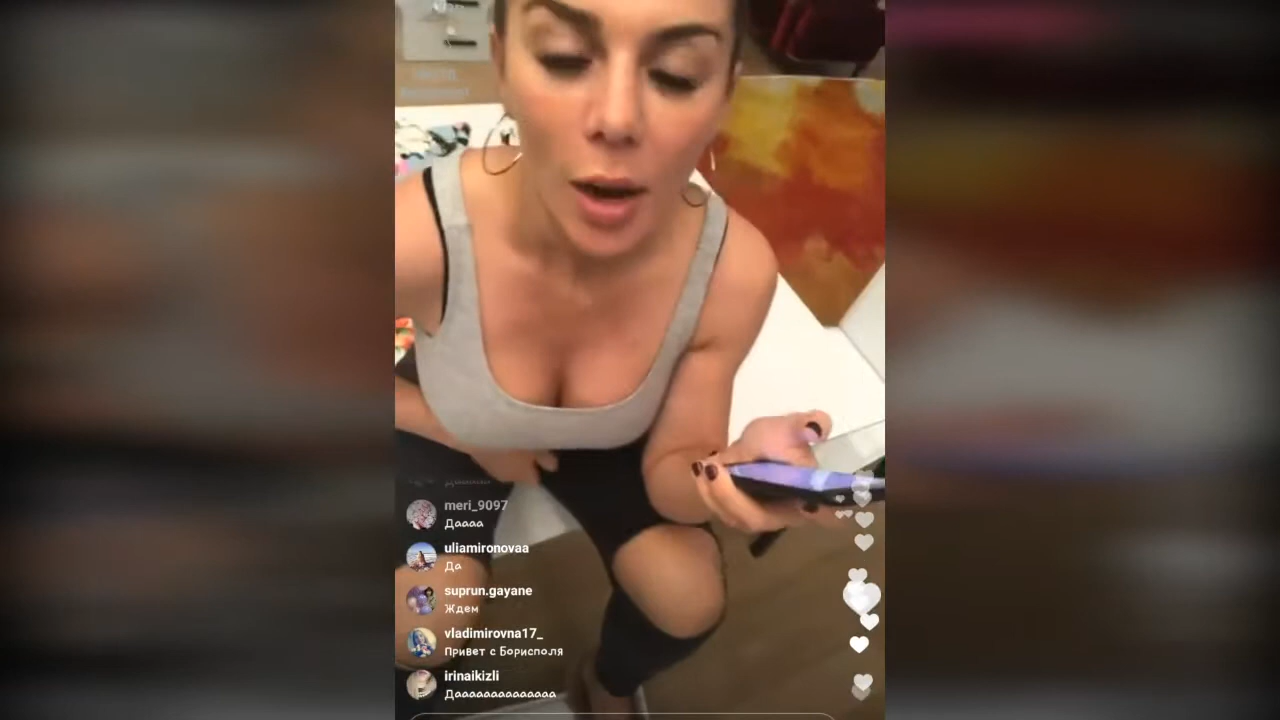 meri_9097
Даааа
uliamironovaa
Да
suprun.gayane
Ждем
vladimirovna17_
Привет с Борисполя
irinaikizli
Дааааааааааааааа